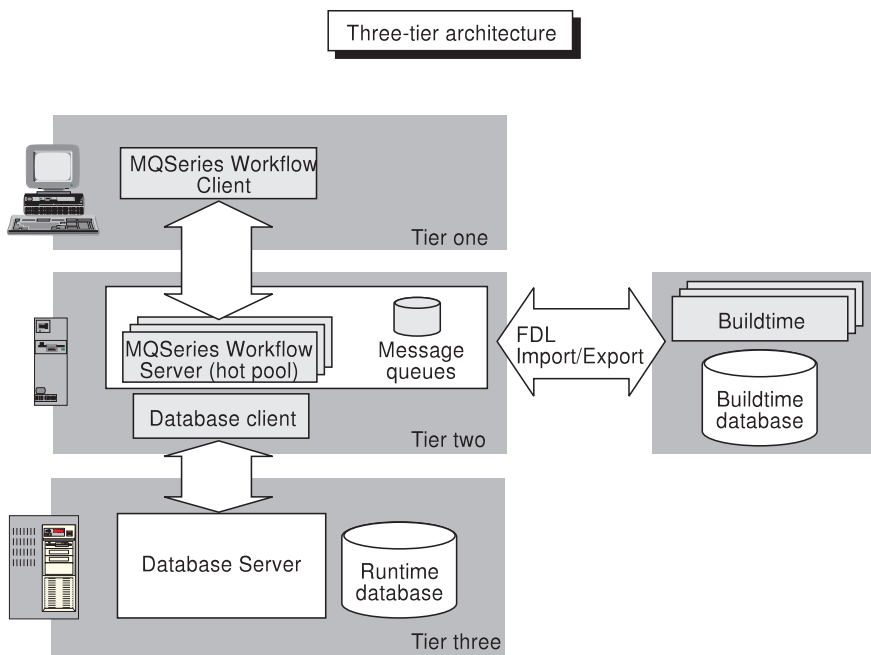 Three-tier architecture
MQSeries Workflow
Client
Tier one
MQSeries Workflow
Server (hot pool)
Message
queues
Database client
Tier two
FDL
Import/Export
Buildtime
Buildtime
database
Database Server
Runtime
database
Tier three